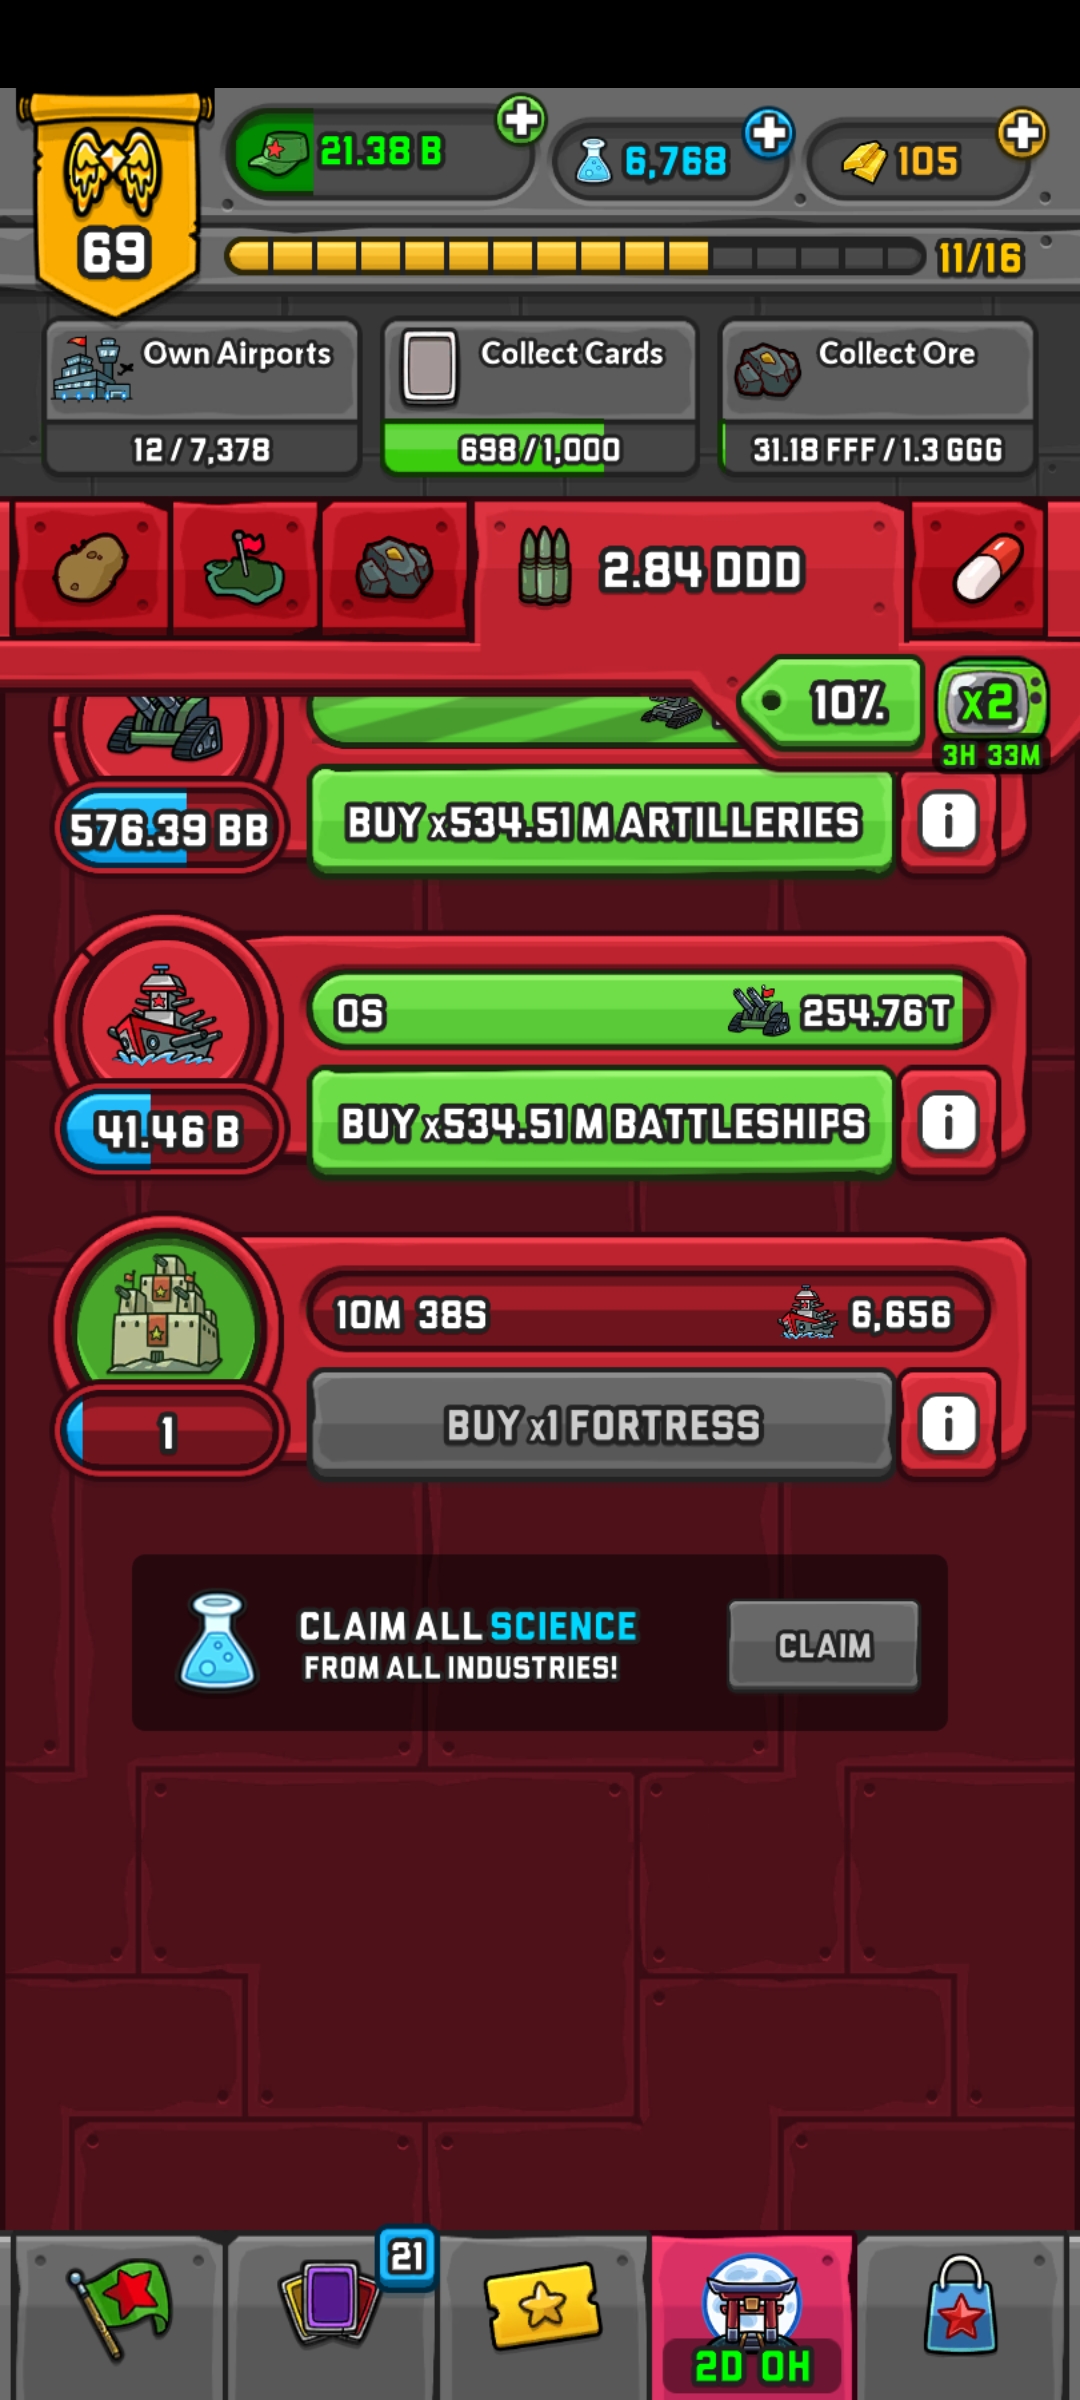 69
21.38 B
6,768
105
11/16
Own Airports
12 / 7,378
Collect Cards
698 / 1,000
Collect Ore
31.18 FFF / 1.3 GGG
2.84 DDD
10%
x2
3H 33M
576.39 BB
BUY x534.51 M ARTILLERIES
i
0S
254.76 T
41.46 B
BUY x534.51 M BATTLESHIPS
i
10M 38S
6,656
1
BUY x1 FORTRESS
i
CLAIM ALL SCIENCE
FROM ALL INDUSTRIES!
CLAIM
21
2D 0H